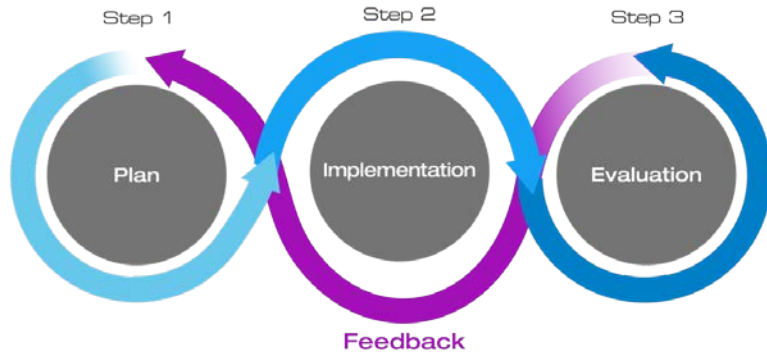 Step 1
Step 2
Step 3
Plan
Implementation
Evaluation
Feedback